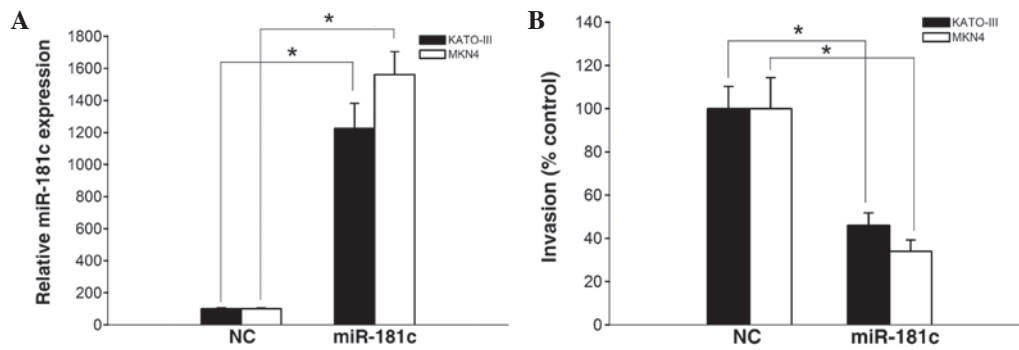 A
Relative miR-181c expression
1800
1600
1400
1200
1000
800
600
400
200
0
*
*
KATO-III
MKN4
NC
miR-181c
B
Invasion (% control)
140
120
100
80
60
40
20
0
*
*
KATO-III
MKN4
NC
miR-181c